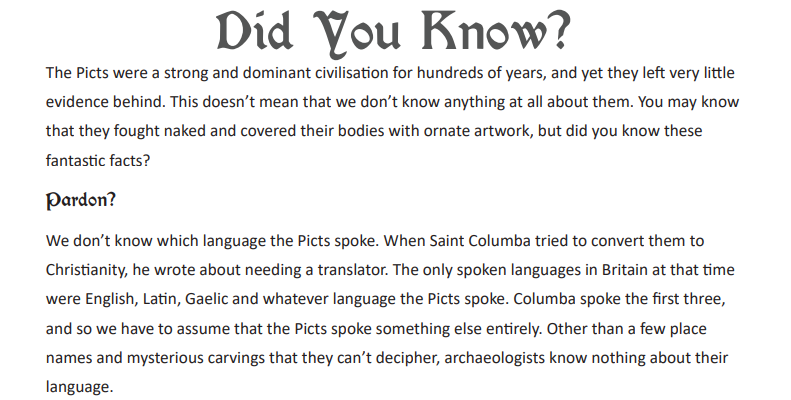 Did You Know?
The Picts were a strong and dominant civilisation for hundreds of years, and yet they left very little
evidence behind. This doesn’t mean that we don’t know anything at all about them. You may know
that they fought naked and covered their bodies with ornate artwork, but did you know these
fantastic facts?
Pardon?
We don’t know which language the Picts spoke. When Saint Columba tried to convert them to
Christianity, he wrote about needing a translator. The only spoken languages in Britain at that time
were English, Latin, Gaelic and whatever language the Picts spoke. Columba spoke the first three,
and so we have to assume that the Picts spoke something else entirely. Other than a few place
names and mysterious carvings that they can’t decipher, archaeologists know nothing about their
language.